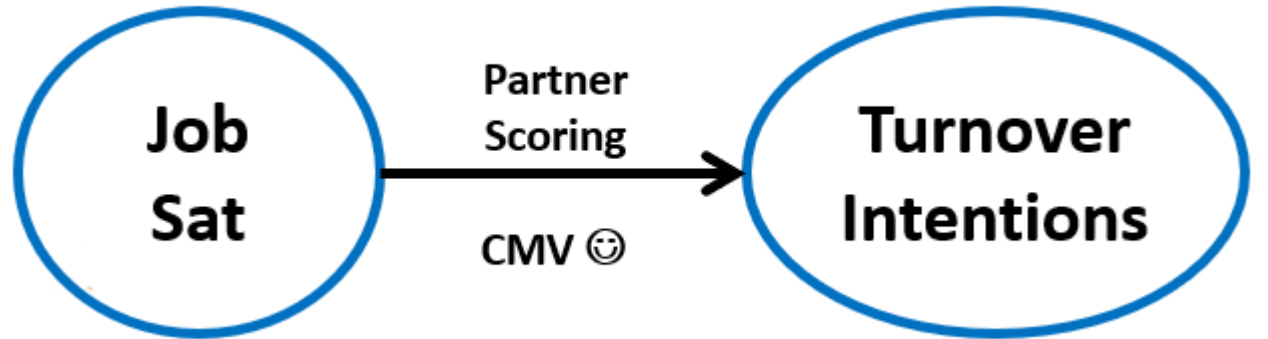 Job
Sat
Partner
Scoring
CMV ☺
Turnover
Intentions